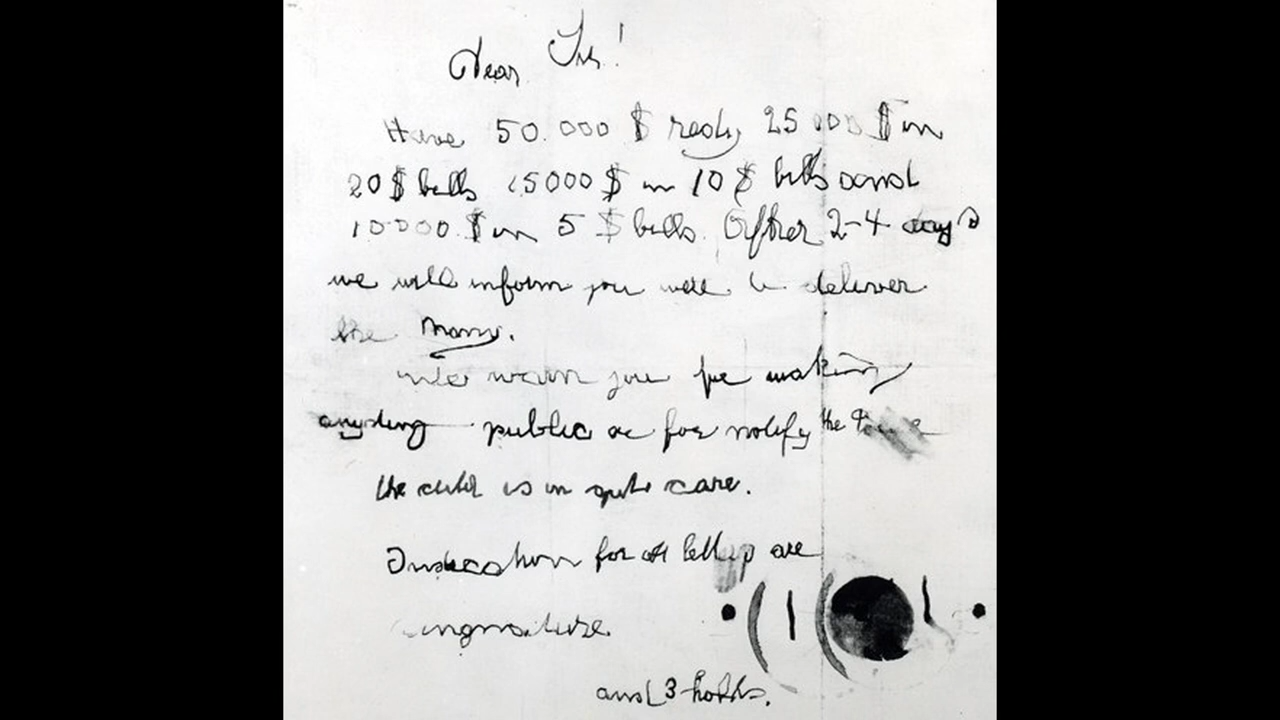 Dear Sir!
Have 50.000 $ redy 25 000 $ in
20 $ bills 15000 $ in 10 $ bills and
10000 $ in 5 $ bills. After 2-4 days
we will inform you were to deliver
the Mony.
We warn you for making
anyding public or for notify the Police
the child is in gute care.
Indication for all letters are
singnature
and 3 holds.